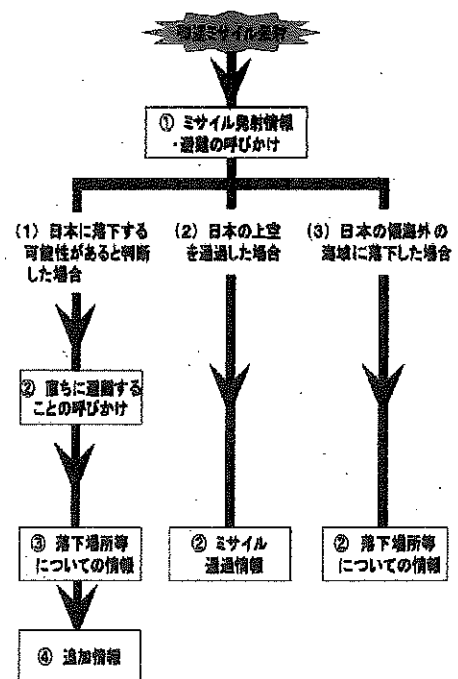 弾道ミサイル発射
① ミサイル発射情報
・避難の呼びかけ
(1) 日本に落下する
可能性があると判断
した場合
(2) 日本の上空
を通過した場合
(3) 日本の領海外の
海域に落下した場合
② 直ちに避難する
ことの呼びかけ
③ 落下場所等
についての情報
② ミサイル
通過情報
② 落下場所等
についての情報
④ 追加情報